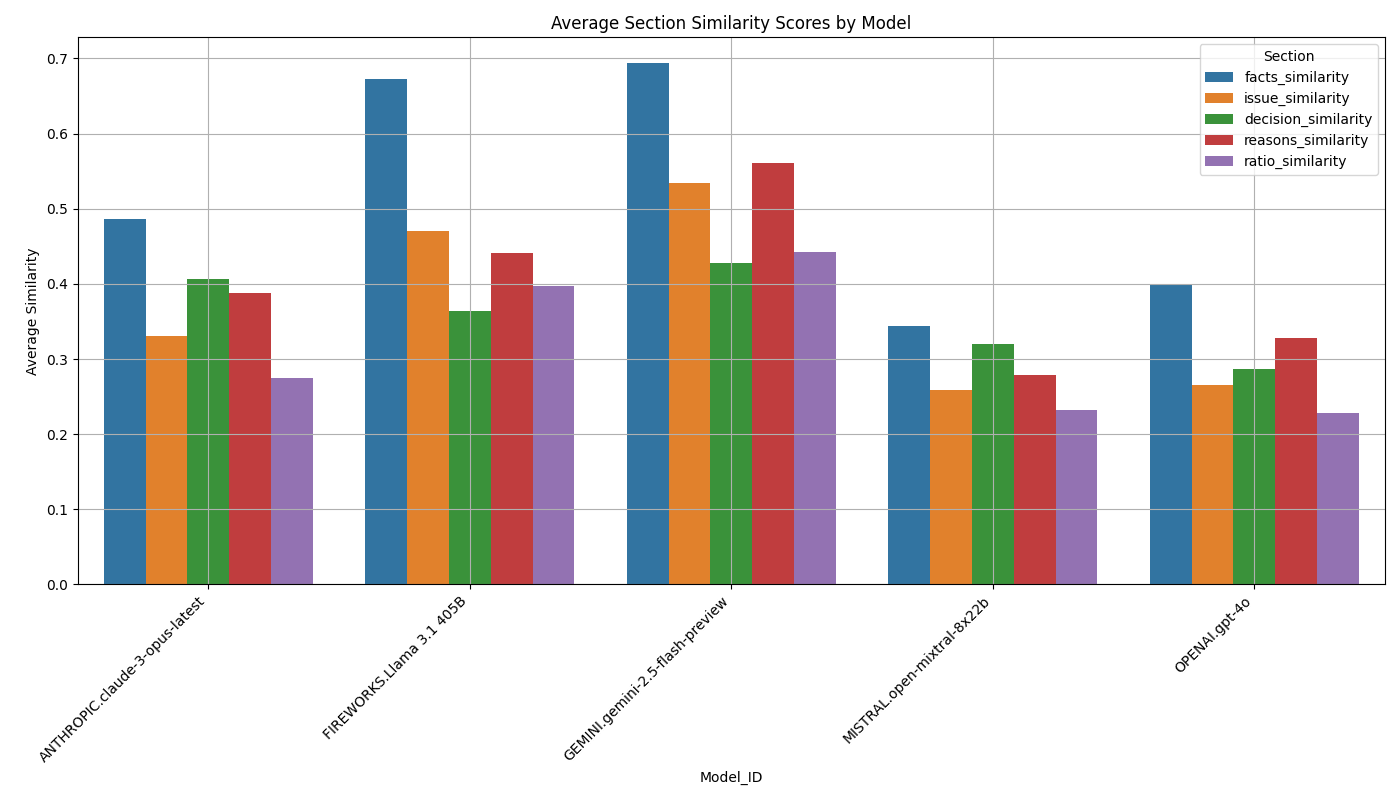 Average Section Similarity Scores by Model
Average Similarity
0.7
0.6
0.5
0.4
0.3
0.2
0.1
0.0
Section
facts_similarity
issue_similarity
decision_similarity
reasons_similarity
ratio_similarity
ANTHROPIC.claude-3-opus-latest
FIREWORKS.Llama 3.1 405B
GEMINI.gemini-2.5-flash-preview
MISTRAL.open-mixtral-8x22b
OPENAI.gpt-4o
Model_ID